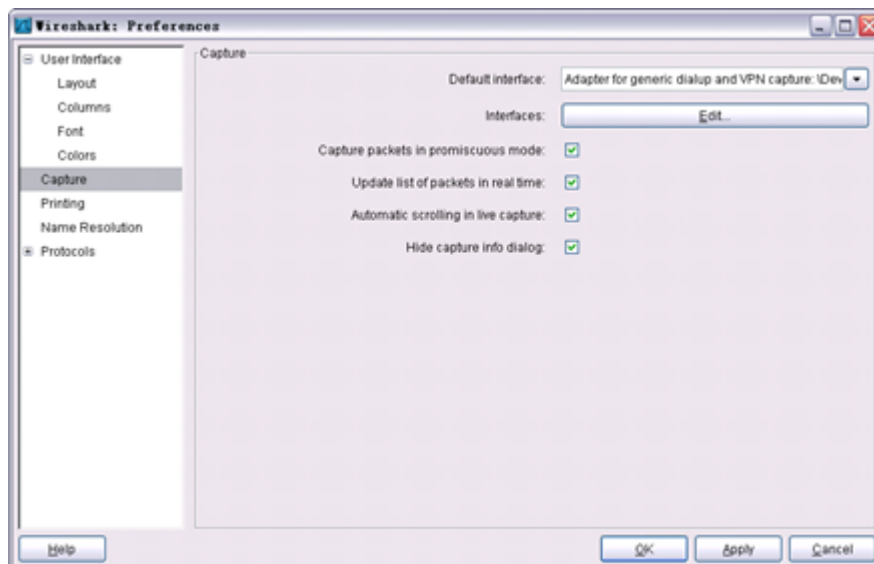 Wireshark: Preferences
User Interface
Layout
Columns
Font
Colors
Capture
Printing
Name Resolution
Protocols
Capture
Default interface: Adapter for generic dialup and VPN capture: \Dev
Interfaces: Edit...
Capture packets in promiscuous mode:
Update list of packets in real time:
Automatic scrolling in live capture:
Hide capture info dialog:
Help
OK
Apply
Cancel